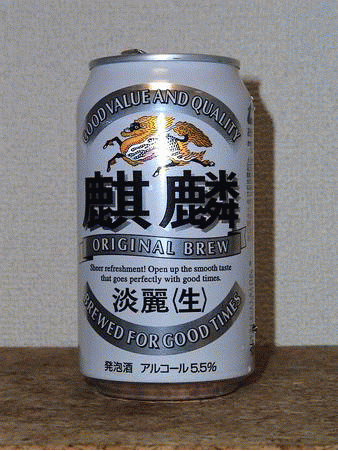 GOOD VALUE AND QUALITY
麒麟
ORIGINAL BREW
Sheer refreshment! Open up the smooth taste
that goes perfectly with good times.
淡麗〈生〉
BREWED FOR GOOD TIMES
発泡酒 アルコール5.5%